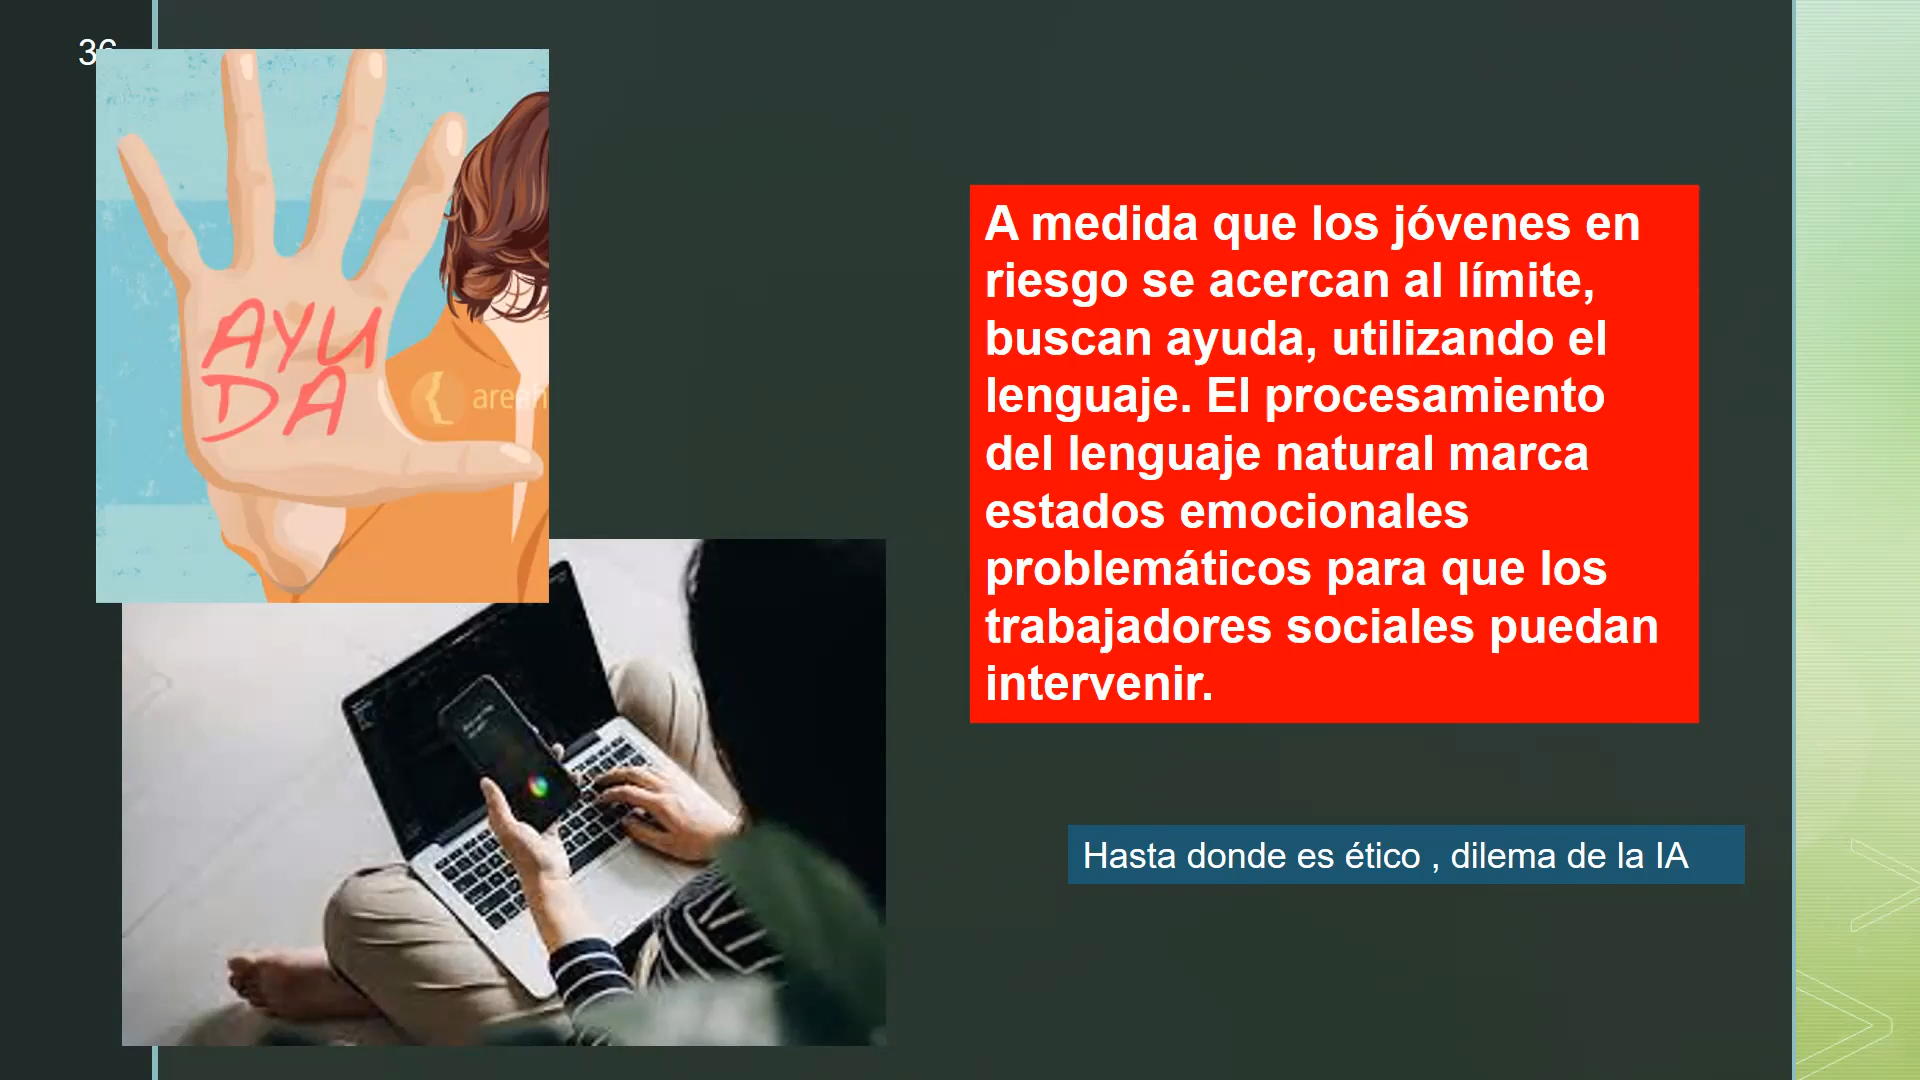 AYU
DA
A medida que los jóvenes en
riesgo se acercan al límite,
buscan ayuda, utilizando el
lenguaje. El procesamiento
del lenguaje natural marca
estados emocionales
problemáticos para que los
trabajadores sociales puedan
intervenir.
Hasta donde es ético , dilema de la IA